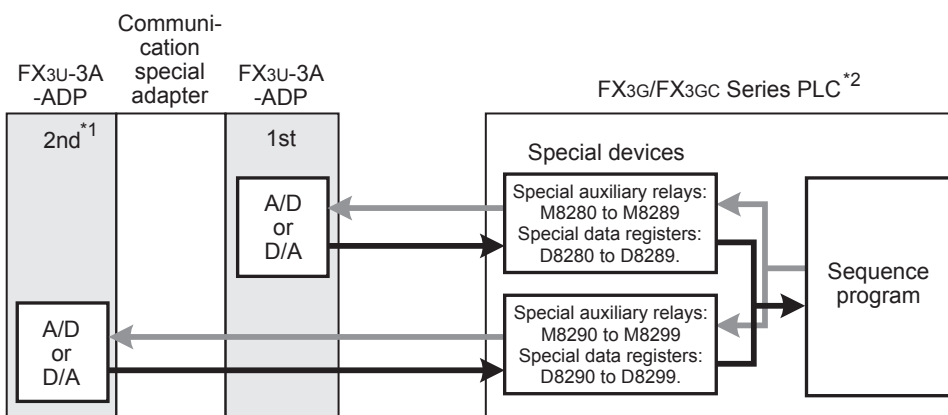 Communi-
cation
special
adapter
FX3U-3A
-ADP
FX3U-3A
-ADP
FX3G/FX3GC Series PLC*2
2nd*1
1st
Special devices
A/D
or
D/A
Special auxiliary relays:
M8280 to M8289
Special data registers:
D8280 to D8289.
Sequence
program
A/D
or
D/A
Special auxiliary relays:
M8290 to M8299
Special data registers:
D8290 to D8299.